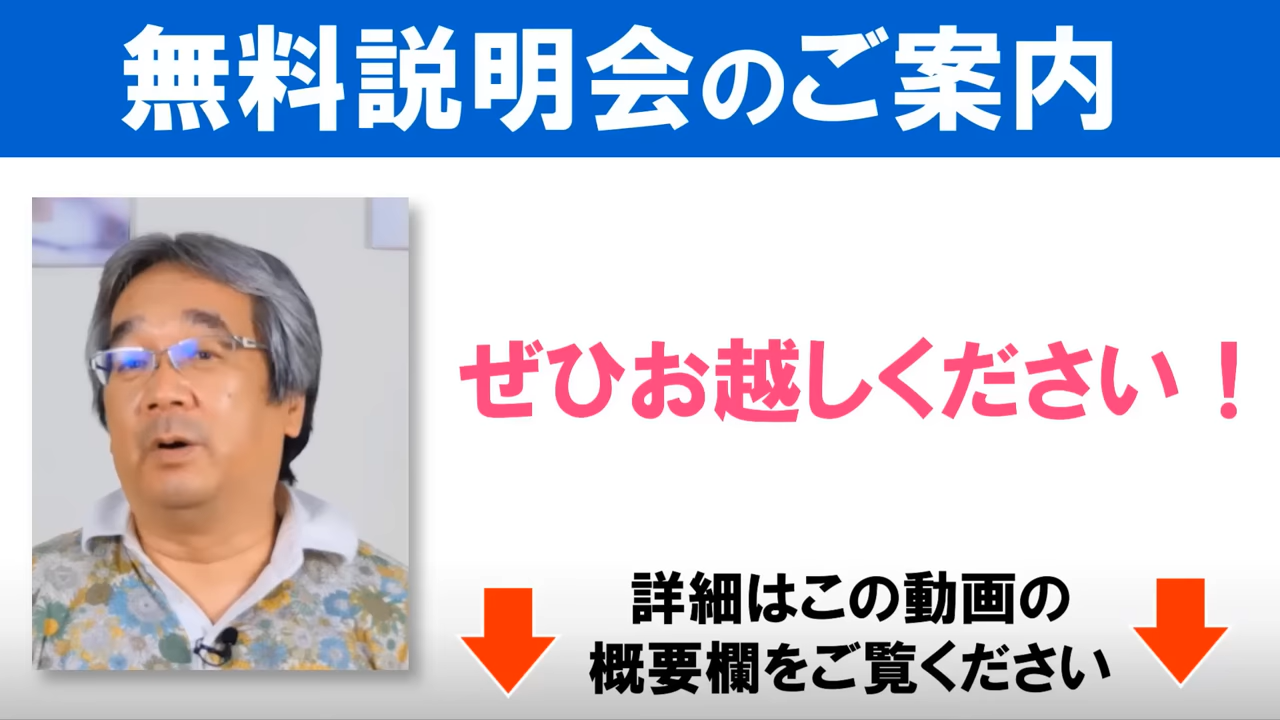 無料説明会のご案内
ぜひお越しください！
詳細はこの動画の
概要欄をご覧ください